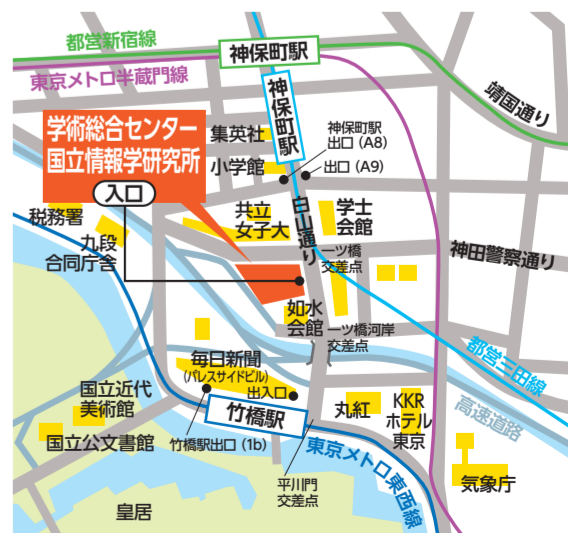 都営新宿線
神保町駅
東京メトロ半蔵門線
靖国通り
神保町駅
学術総合センター
国立情報学研究所
入口
集英社
小学館
神保町駅
出口(A8)
出口(A9)
白山通り
税務署
九段
合同庁舎
共立
女子大
学士
会館
一ツ橋
交差点
神田警察通り
如水
会館
一ツ橋河岸
交差点
都営三田線
高速道路
毎日新聞
(パレスサイドビル)
出入口
国立近代
美術館
国立公文書館
竹橋駅
竹橋駅出口(1b)
丸紅
KKR
ホテル
東京
東京メトロ東西線
平川門
交差点
気象庁
皇居